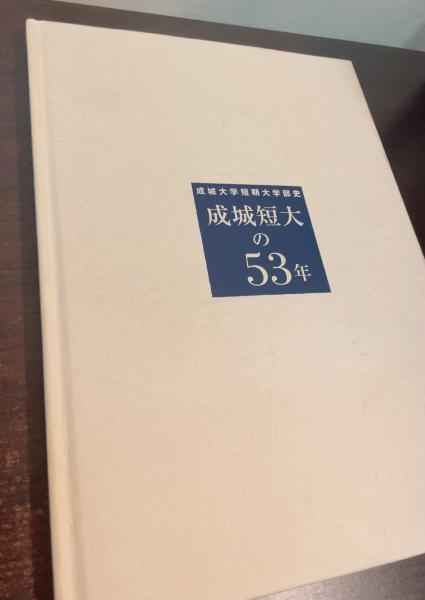 成城大学短期大学部史
成城短大
の
53年